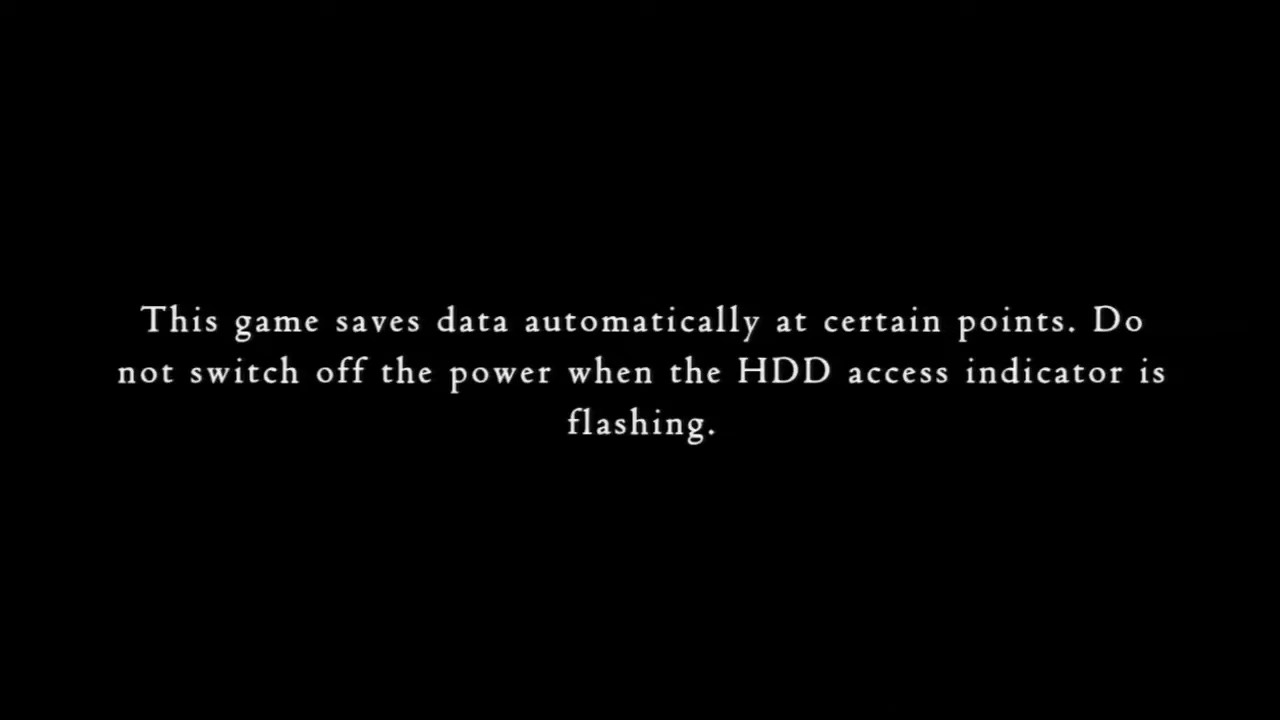 This game saves data automatically at certain points. Do
not switch off the power when the HDD access indicator is
flashing.